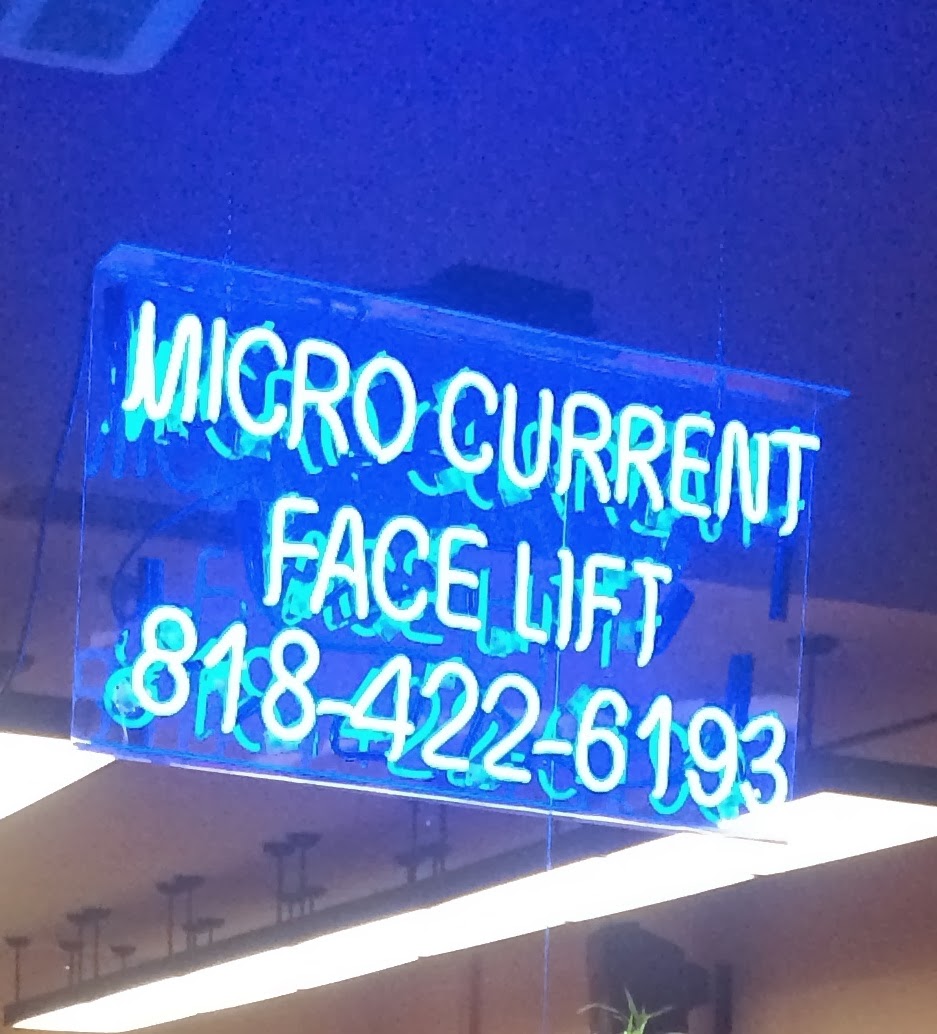 MICRO CURRENT
FACE LIFT
818-422-6193